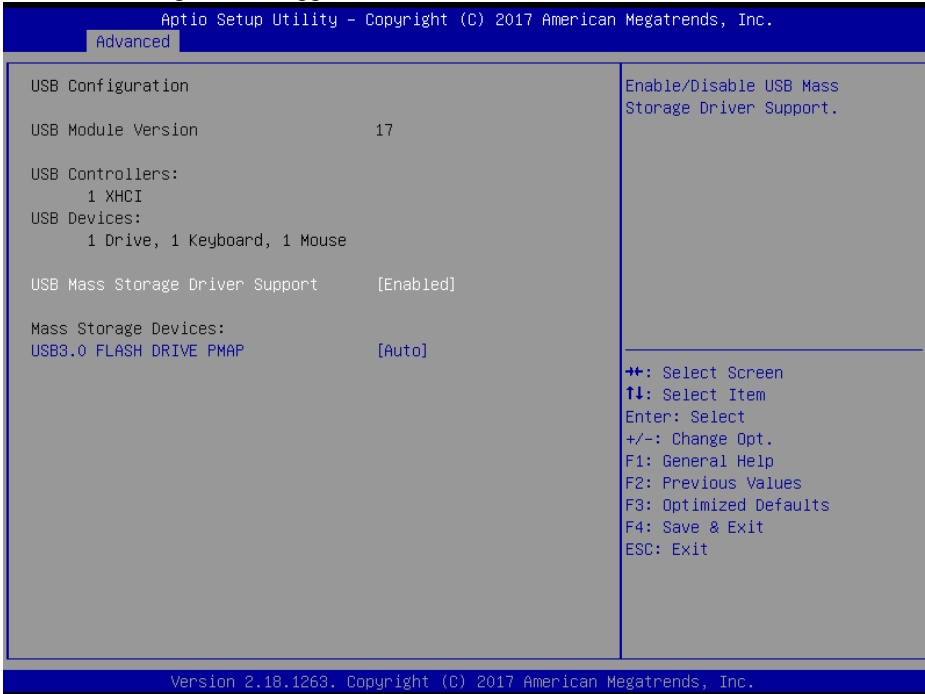 Aptio Setup Utility – Copyright (C) 2017 American Megatrends, Inc.
Advanced
USB Configuration
USB Module Version 17
USB Controllers:
1 XHCI
USB Devices:
1 Drive, 1 Keyboard, 1 Mouse
USB Mass Storage Driver Support [Enabled]
Mass Storage Devices:
USB3.0 FLASH DRIVE PMAP [Auto]
Enable/Disable USB Mass
Storage Driver Support.
→←: Select Screen
↑↓: Select Item
Enter: Select
+/-: Change Opt.
F1: General Help
F2: Previous Values
F3: Optimized Defaults
F4: Save & Exit
ESC: Exit
Version 2.18.1263. Copyright (C) 2017 American Megatrends, Inc.